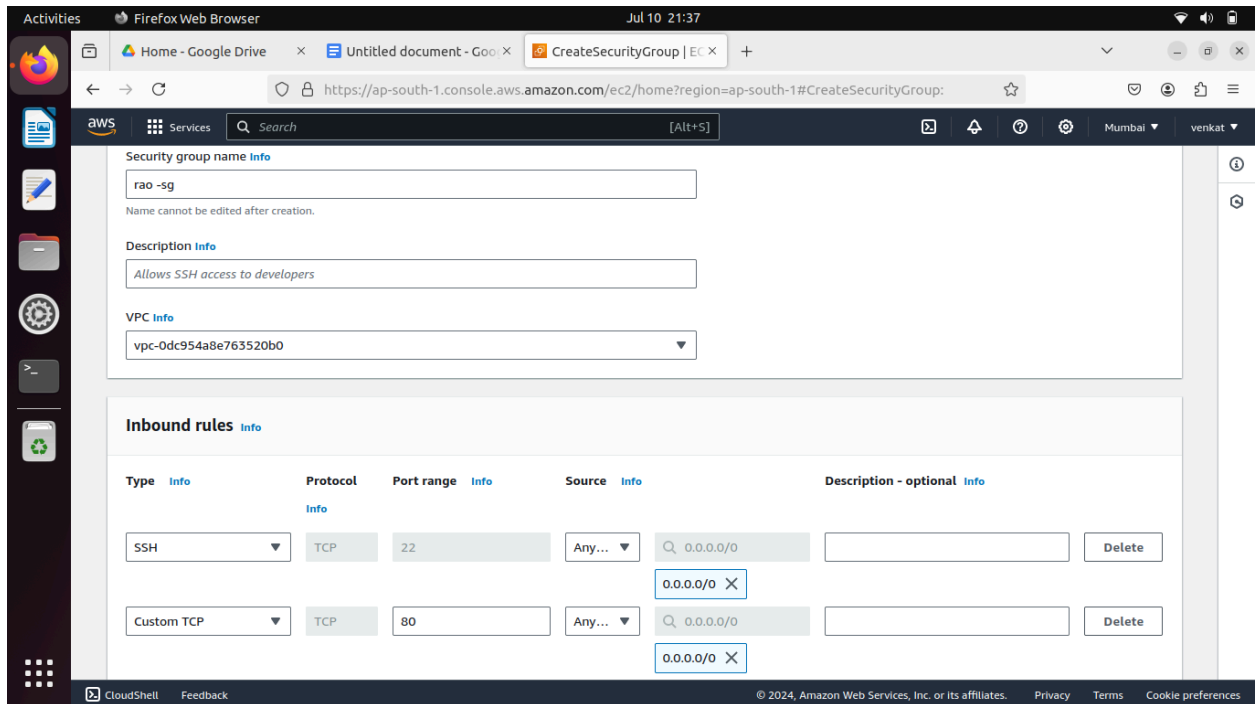 Activities Firefox Web Browser Jul 10 21:37
Home - Google Drive × Untitled document - Goo × CreateSecurityGroup | EC × +
https://ap-south-1.console.aws.amazon.com/ec2/home?region=ap-south-1#CreateSecurityGroup:
aws Services Search [Alt+S] Mumbai ▼ venkat ▼
Security group name Info
rao -sg
Name cannot be edited after creation.
Description Info
Allows SSH access to developers
VPC Info
vpc-0dc954a8e763520b0
Inbound rules Info
Type Info Protocol Port range Info Source Info Description - optional Info
Info
SSH TCP 22 Any... 0.0.0.0/0 Delete
0.0.0.0/0
Custom TCP TCP 80 Any... 0.0.0.0/0 Delete
0.0.0.0/0
CloudShell Feedback © 2024, Amazon Web Services, Inc. or its affiliates. Privacy Terms Cookie preferences